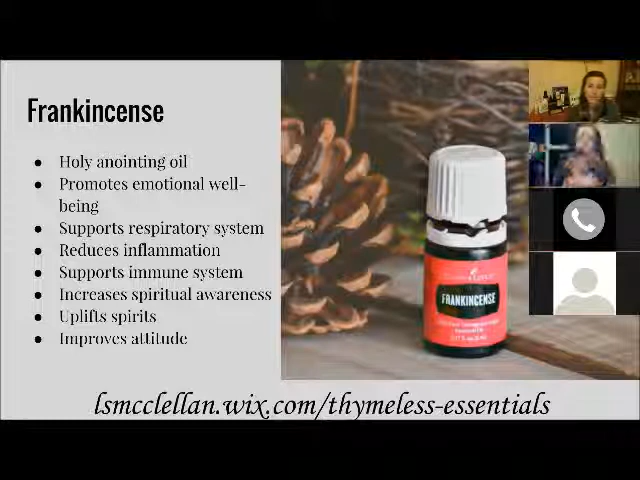 Frankincense
● Holy anointing oil
● Promotes emotional well-
being
● Supports respiratory system
● Reduces inflammation
● Supports immune system
● Increases spiritual awareness
● Uplifts spirits
● Improves attitude
FRANKINCENSE
lsmcclellan.wix.com/thymeless-essentials